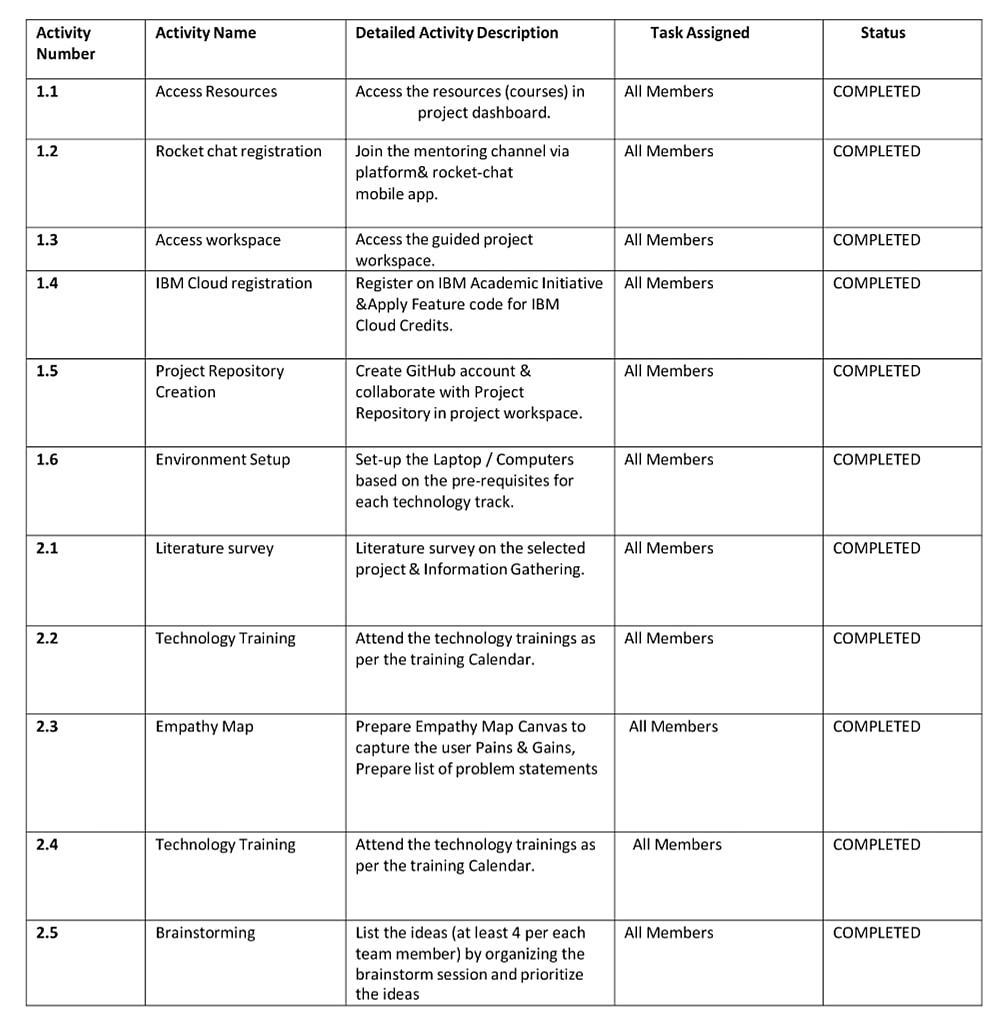 Activity Number
Activity Name
Detailed Activity Description
Task Assigned
Status
1.1
Access Resources
Access the resources (courses) in
project dashboard.
All Members
COMPLETED
1.2
Rocket chat registration
Join the mentoring channel via
platform& rocket-chat
mobile app.
All Members
COMPLETED
1.3
Access workspace
Access the guided project
workspace.
All Members
COMPLETED
1.4
IBM Cloud registration
Register on IBM Academic Initiative
&Apply Feature code for IBM
Cloud Credits.
All Members
COMPLETED
1.5
Project Repository
Creation
Create GitHub account &
collaborate with Project
Repository in project workspace.
All Members
COMPLETED
1.6
Environment Setup
Set-up the Laptop / Computers
based on the pre-requisites for
each technology track.
All Members
COMPLETED
2.1
Literature survey
Literature survey on the selected
project & Information Gathering.
All Members
COMPLETED
2.2
Technology Training
Attend the technology trainings as
per the training Calendar.
All Members
COMPLETED
2.3
Empathy Map
Prepare Empathy Map Canvas to
capture the user Pains & Gains,
Prepare list of problem statements
All Members
COMPLETED
2.4
Technology Training
Attend the technology trainings as
per the training Calendar.
All Members
COMPLETED
2.5
Brainstorming
List the ideas (at least 4 per each
team member) by organizing the
brainstorm session and prioritize
the ideas
All Members
COMPLETED